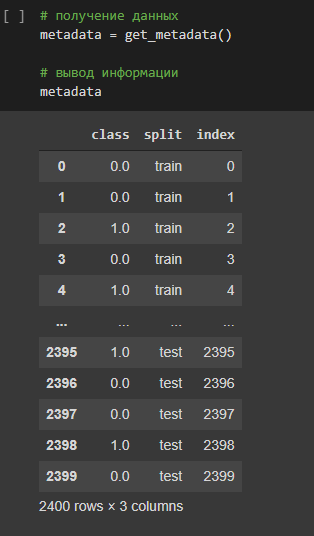 [ ] # получение данных
metadata = get_metadata()
# вывод информации
metadata
class split index
0 0.0 train 0
1 0.0 train 1
2 1.0 train 2
3 0.0 train 3
4 1.0 train 4
... ... ... ...
2395 1.0 test 2395
2396 0.0 test 2396
2397 0.0 test 2397
2398 1.0 test 2398
2399 0.0 test 2399
2400 rows × 3 columns